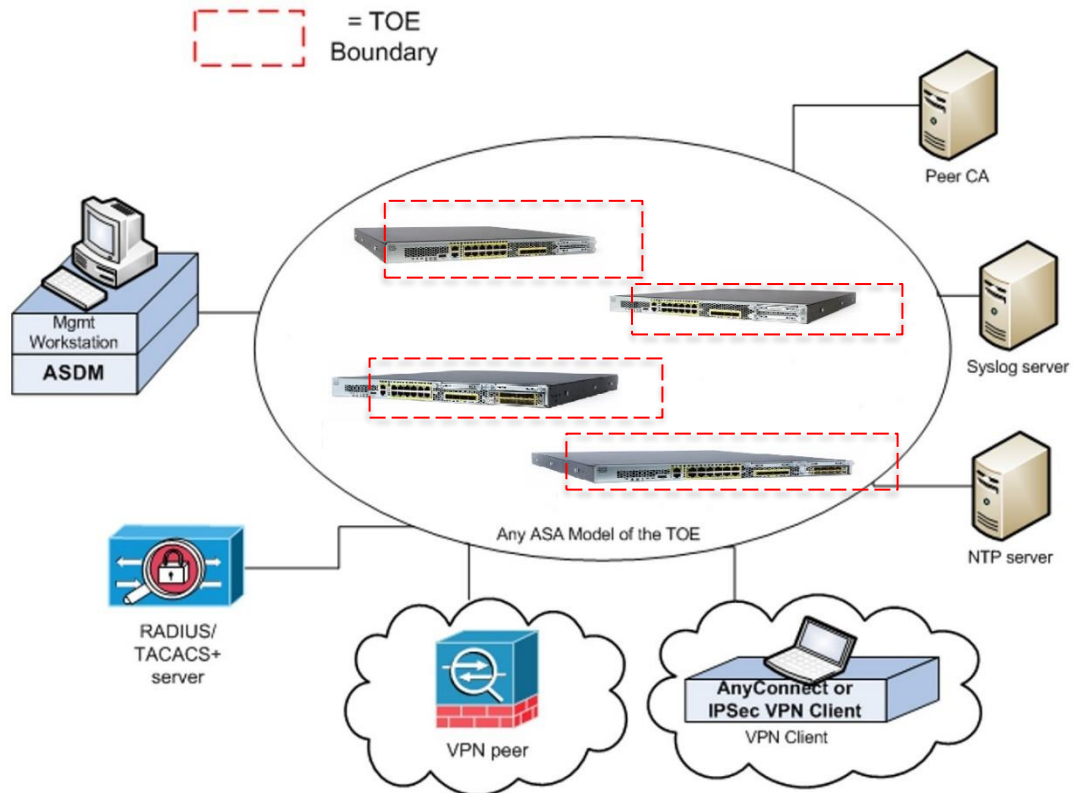 = TOE
Boundary
Peer CA
Mgmt
Workstation
ASDM
Syslog server
Any ASA Model of the TOE
NTP server
RADIUS/
TACACS+
server
VPN peer
AnyConnect or
IPSec VPN Client
VPN Client